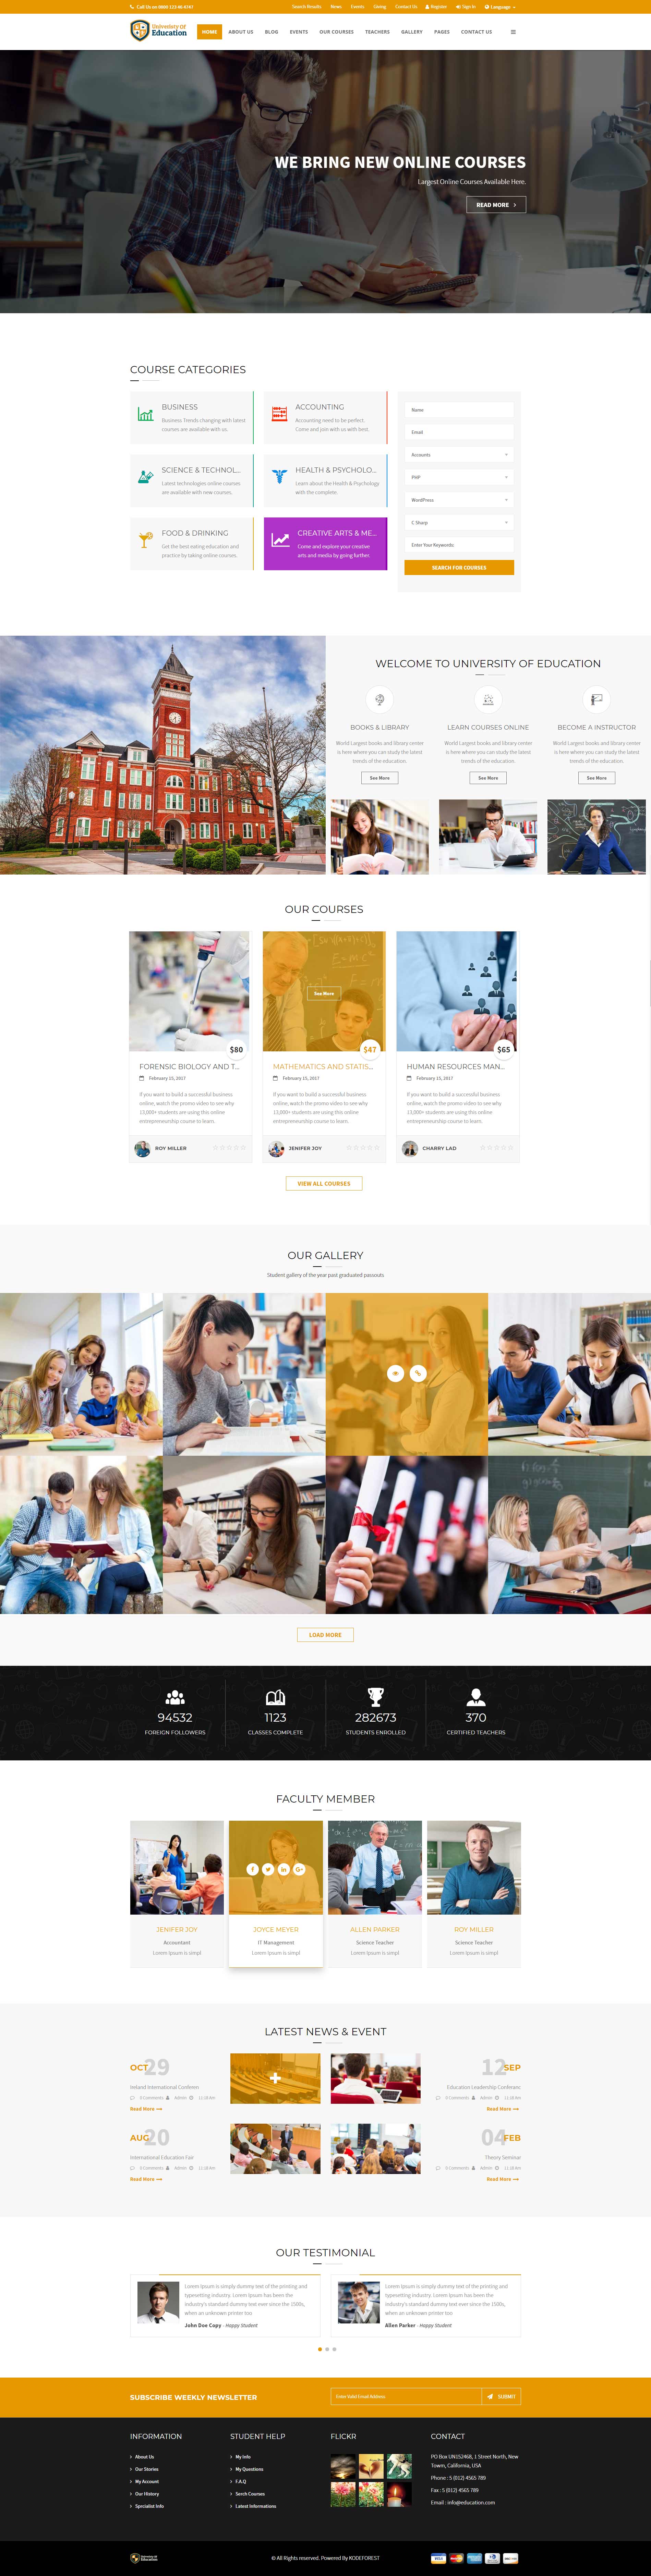 Call Us on 0800 123 46 4747
Search Results News Events Giving Contact Us Register Sign In Language
University Of
Education
HOME ABOUT US BLOG EVENTS OUR COURSES TEACHERS GALLERY PAGES CONTACT US
WE BRING NEW ONLINE COURSES
Largest Online Courses Available Here.
READ MORE
COURSE CATEGORIES
BUSINESS
Business Trends changing with latest
courses are available with us.
ACCOUNTING
Accounting need to be perfect.
Come and join with us with best.
SCIENCE & TECHNOL...
Latest technologies online courses
are available with new courses.
HEALTH & PSYCHOLO...
Learn about the Health & Psychology
with the complete.
FOOD & DRINKING
Get the best eating education and
practice by taking online courses.
CREATIVE ARTS & ME...
Come and explore your creative
arts and media by going further.
Name
Email
Accounts
PHP
WordPress
C Sharp
Enter Your Keywords:
SEARCH FOR COURSES
WELCOME TO UNIVERSITY OF EDUCATION
BOOKS & LIBRARY
World Largest books and library center
is here where you can study the latest
trends of the education.
See More
LEARN COURSES ONLINE
World Largest books and library center
is here where you can study the latest
trends of the education.
See More
BECOME A INSTRUCTOR
World Largest books and library center
is here where you can study the latest
trends of the education.
See More
OUR COURSES
$80
FORENSIC BIOLOGY AND T...
February 15, 2017
If you want to build a successful business
online, watch the promo video to see why
13,000+ students are using this online
entrepreneurship course to learn.
ROY MILLER
See More
$47
MATHEMATICS AND STATIS...
February 15, 2017
If you want to build a successful business
online, watch the promo video to see why
13,000+ students are using this online
entrepreneurship course to learn.
JENIFER JOY
$65
HUMAN RESOURCES MAN...
February 15, 2017
If you want to build a successful business
online, watch the promo video to see why
13,000+ students are using this online
entrepreneurship course to learn.
CHARRY LAD
VIEW ALL COURSES
OUR GALLERY
Student gallery of the year past graduated passouts
LOAD MORE
94532
FOREIGN FOLLOWERS
1123
CLASSES COMPLETE
282673
STUDENTS ENROLLED
370
CERTIFIED TEACHERS
FACULTY MEMBER
JENIFER JOY
Accountant
Lorem Ipsum is simpl
JOYCE MEYER
IT Management
Lorem Ipsum is simpl
ALLEN PARKER
Science Teacher
Lorem Ipsum is simpl
ROY MILLER
Science Teacher
Lorem Ipsum is simpl
LATEST NEWS & EVENT
OCT 29
Ireland International Conferen
0 Comments Admin 11:28 Am
Read More
12 SEP
Education Leadership Conferanc
0 Comments Admin 11:28 Am
Read More
AUG 20
International Education Fair
0 Comments Admin 11:28 Am
Read More
04 FEB
Theory Seminar
0 Comments Admin 11:28 Am
Read More
OUR TESTIMONIAL
Lorem Ipsum is simply dummy text of the printing and
typesetting industry. Lorem Ipsum has been the
industry's standard dummy text ever since the 1500s,
when an unknown printer too
John Doe Copy - Happy Student
Lorem Ipsum is simply dummy text of the printing and
typesetting industry. Lorem Ipsum has been the
industry's standard dummy text ever since the 1500s,
when an unknown printer too
Allen Parker - Happy Student
SUBSCRIBE WEEKLY NEWSLETTER
Enter Valid Email Address
SUBMIT
INFORMATION
About Us
Our Stories
My Account
Our History
Spcialist Info
STUDENT HELP
My Info
My Questions
F.A.Q
Serch Courses
Latest Informations
FLICKR
CONTACT
PO Box UN152468, 1 Street North, New
Towm, California, USA
Phone : 5 (012) 4565 789
Fax : 5 (012) 4565 789
Email : info@education.com
University Of
Education
© All Rights reserved. Powered By KODEFOREST
VISA